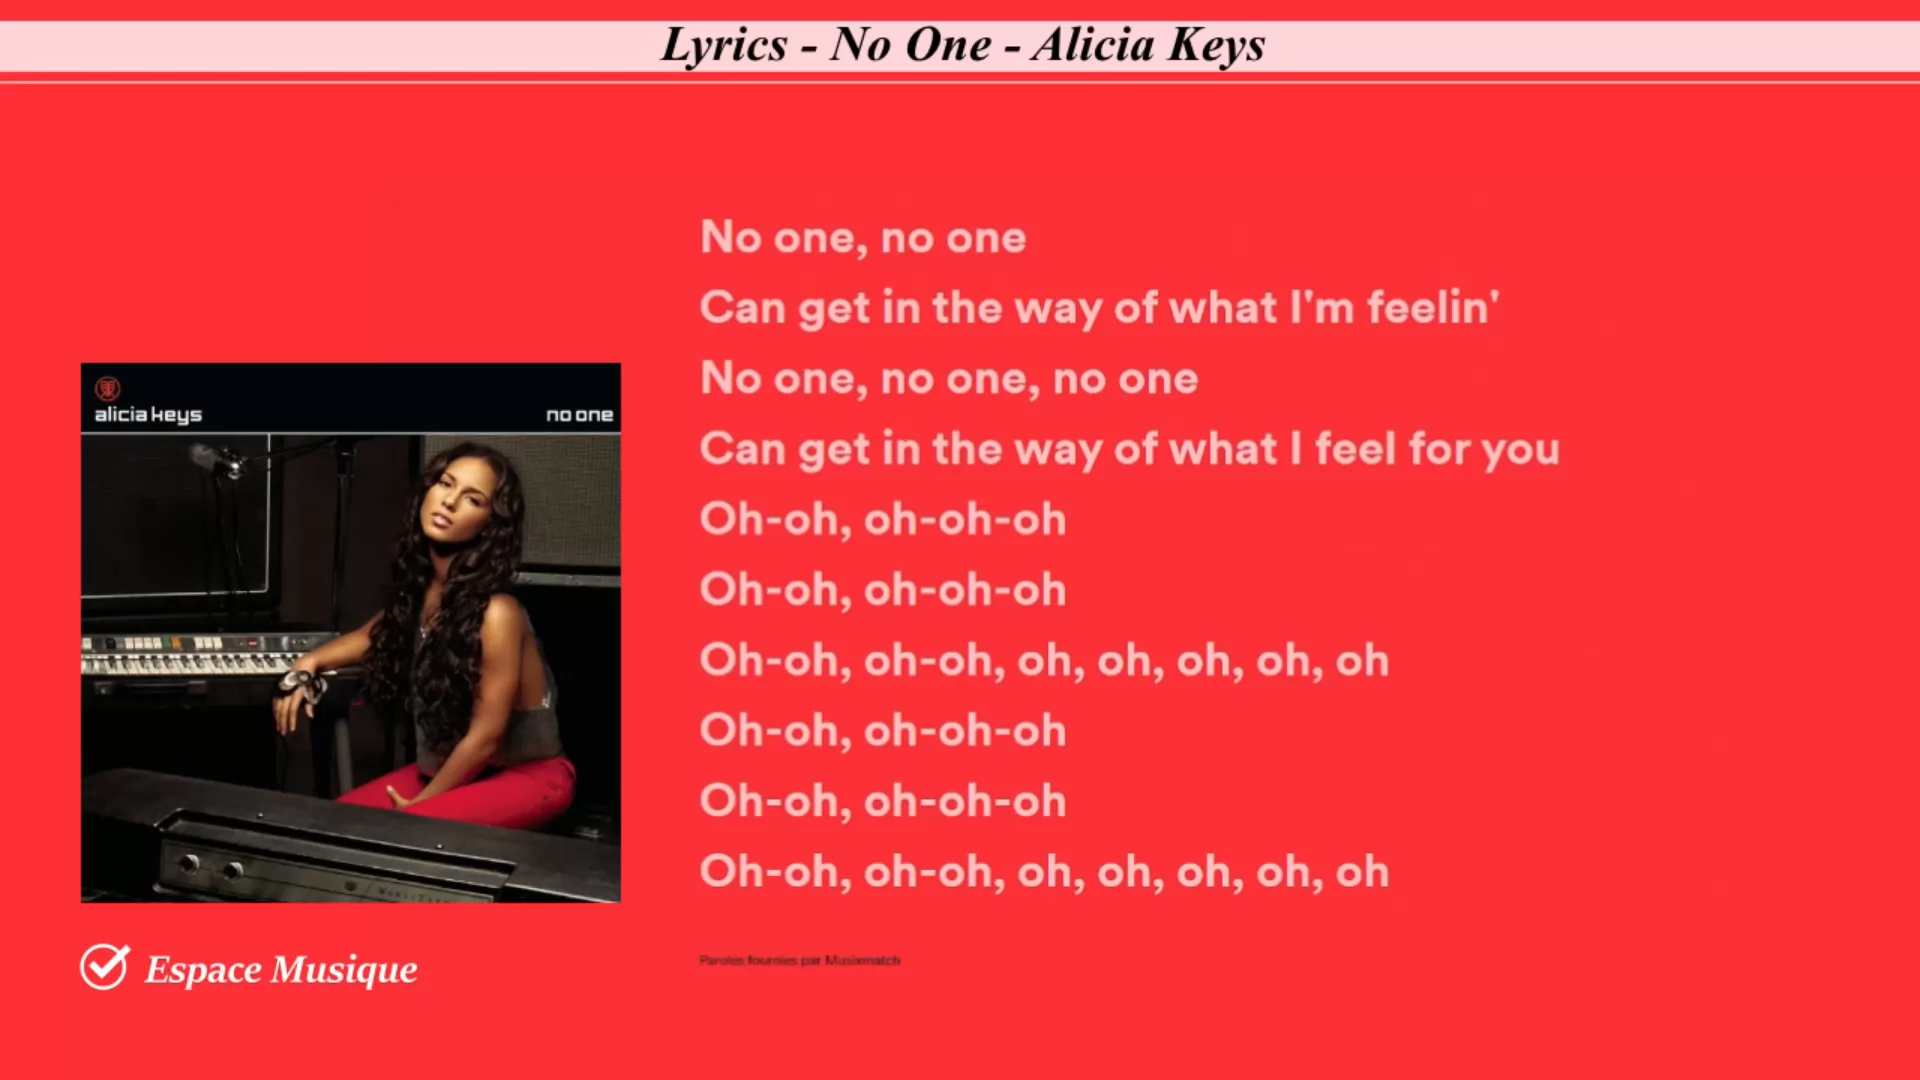 Lyrics - No One - Alicia Keys
No one, no one
Can get in the way of what I'm feelin'
No one, no one, no one
Can get in the way of what I feel for you
Oh-oh, oh-oh-oh
Oh-oh, oh-oh-oh
Oh-oh, oh-oh, oh, oh, oh, oh, oh
Oh-oh, oh-oh-oh
Oh-oh, oh-oh-oh
Oh-oh, oh-oh, oh, oh, oh, oh, oh
alicia keys
no one
Espace Musique
Paroles fournies par Musixmatch